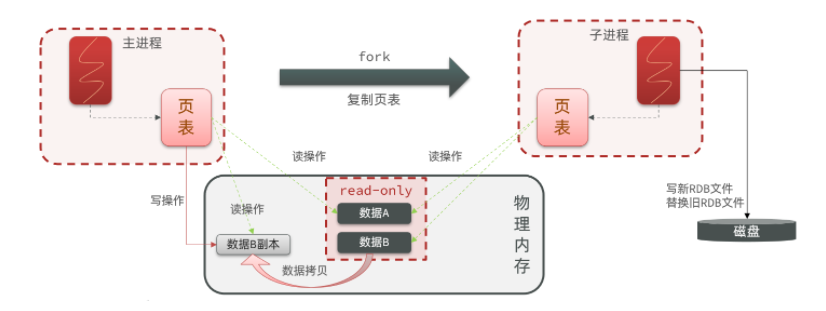 主进程
页
表
fork
复制页表
子进程
页
表
读操作
读操作
写操作
读操作
read-only
数据A
数据B
数据B副本
数据拷贝
物
理
内
存
写新RDB文件
替换旧RDB文件
磁盘